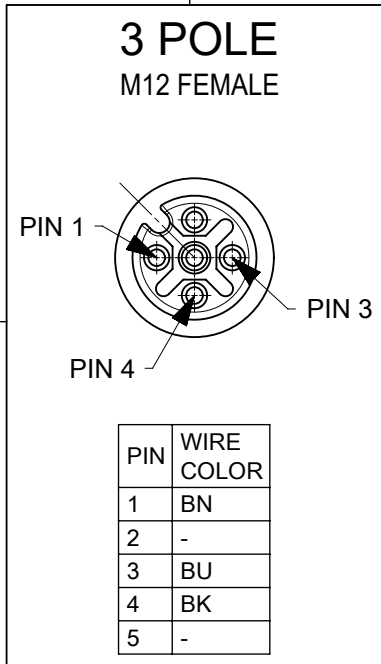 3 POLE
M12 FEMALE
PIN 1
PIN 3
PIN 4
PIN WIRE COLOR
1 BN
2 -
3 BU
4 BK
5 -